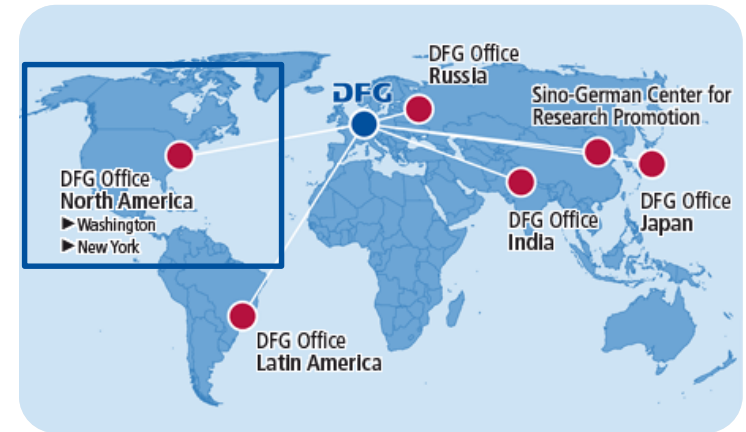 DFG Office
Russia
DFG
Sino-German Center for
Research Promotion
DFG Office
North America
►Washington
►New York
DFG Office
India
DFG Office
Japan
DFG Office
Latin America